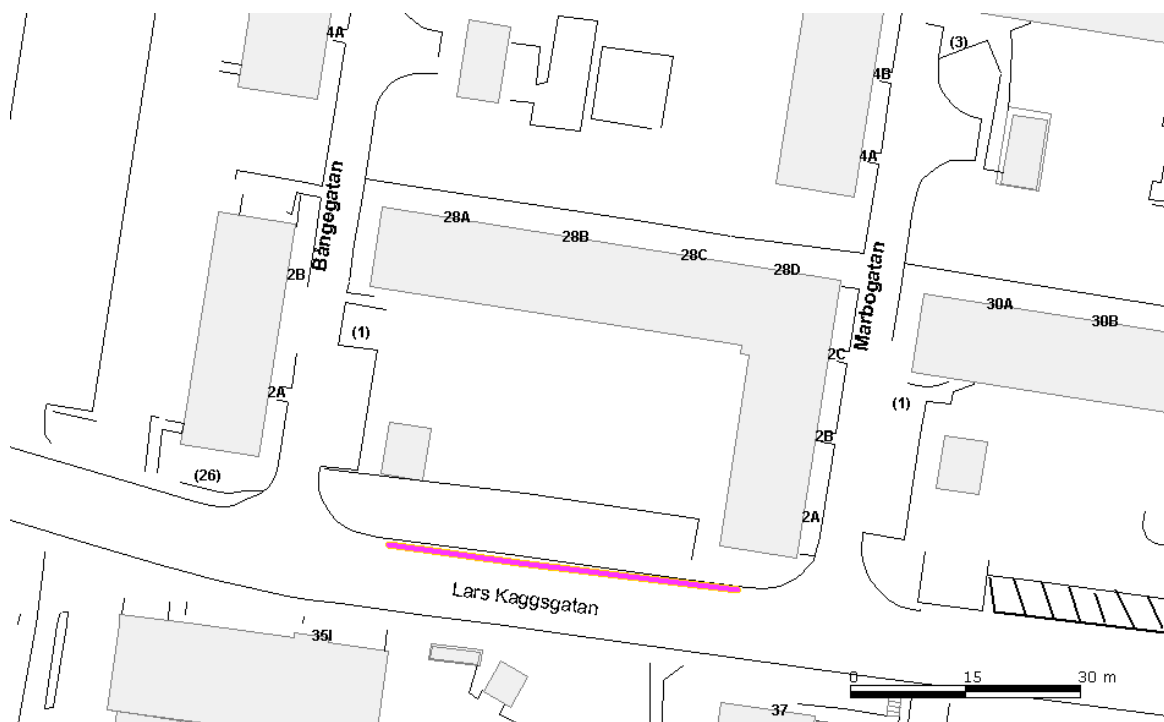 4A
(3)
4B
4A
Bångegatan
28A
28B
28C
28D
Marbogatan
2B
30A
30B
(1)
2C
2A
(1)
2B
(26)
2A
Lars Kaggsgatan
35I
0 15 30 m
37